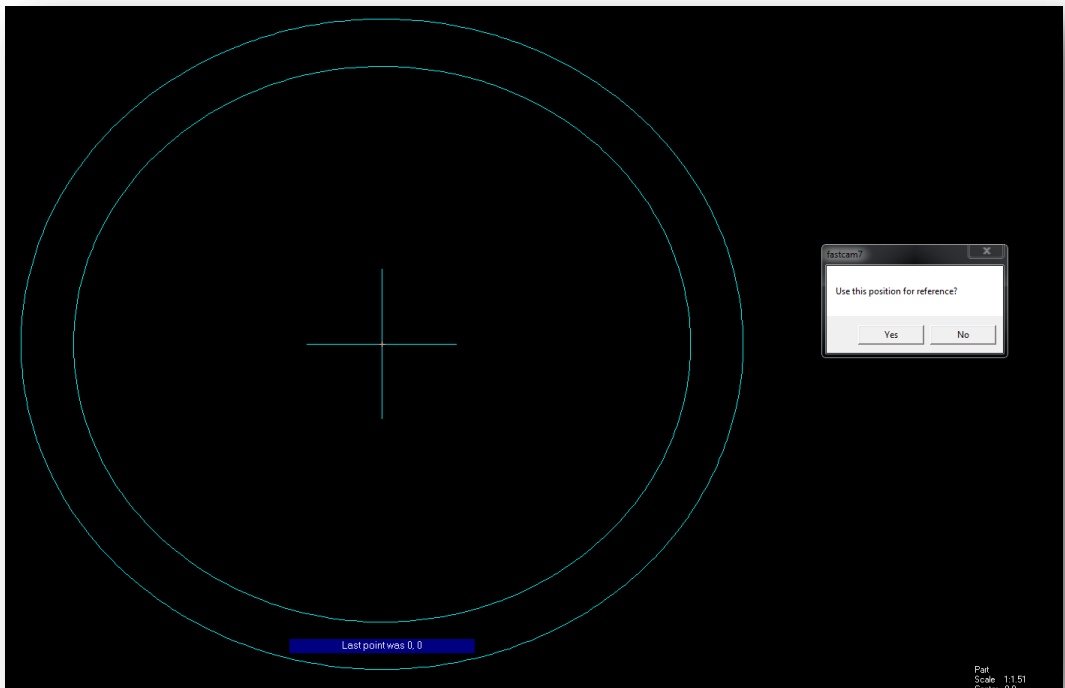 fastcam7
Use this position for reference?
Yes
No
Last point was 0, 0
Part
Scale 1:1.51